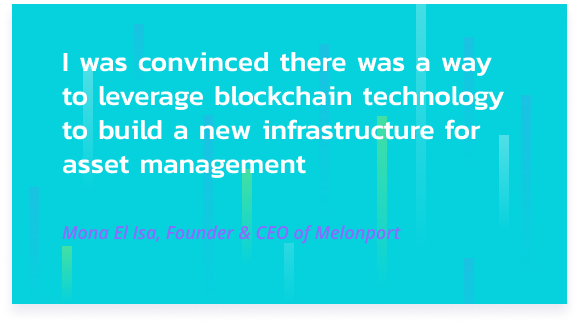 I was convinced there was a way
to leverage blockchain technology
to build a new infrastructure for
asset management
Mona El Isa, Founder & CEO of Melonport